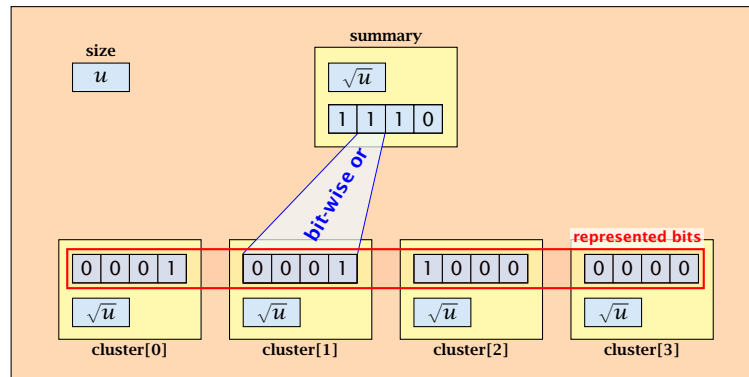 size
summary
u
√u
1 1 1 0
bit-wise or
represented bits
0 0 0 1
0 0 0 1
1 0 0 0
0 0 0 0
√u
√u
√u
√u
cluster[0]
cluster[1]
cluster[2]
cluster[3]